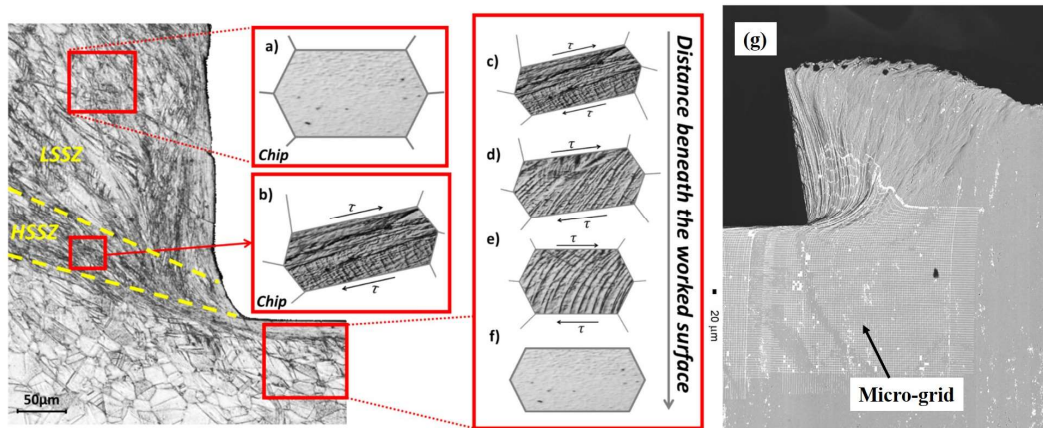 LSSZ
HSSZ
50μm
a)
Chip
b)
τ
τ
Chip
c)
τ
τ
d)
τ
τ
e)
τ
τ
f)
Distance beneath the worked surface
(g)
20 μm
Micro-grid